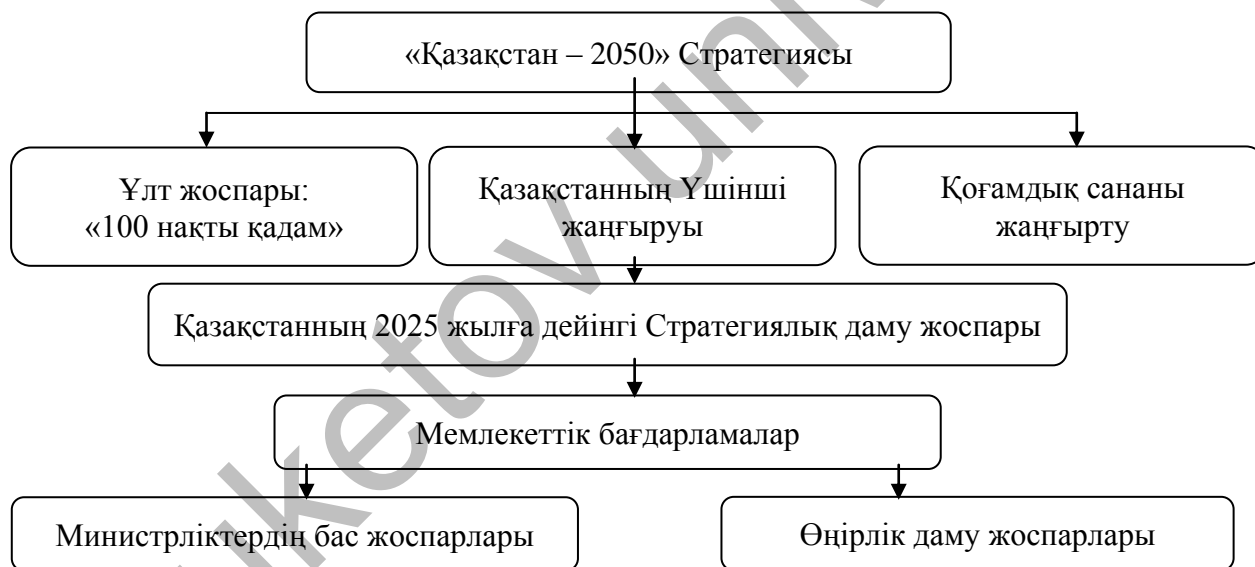 «Қазақстан – 2050» Стратегиясы
Ұлт жоспары:
«100 нақты қадам»
Қазақстанның Үшінші
жаңғыруы
Қоғамдық сананы
жаңғырту
Қазақстанның 2025 жылға дейінгі Стратегиялық даму жоспары
Мемлекеттік бағдарламалар
Министрліктердің бас жоспарлары
Өңірлік даму жоспарлары